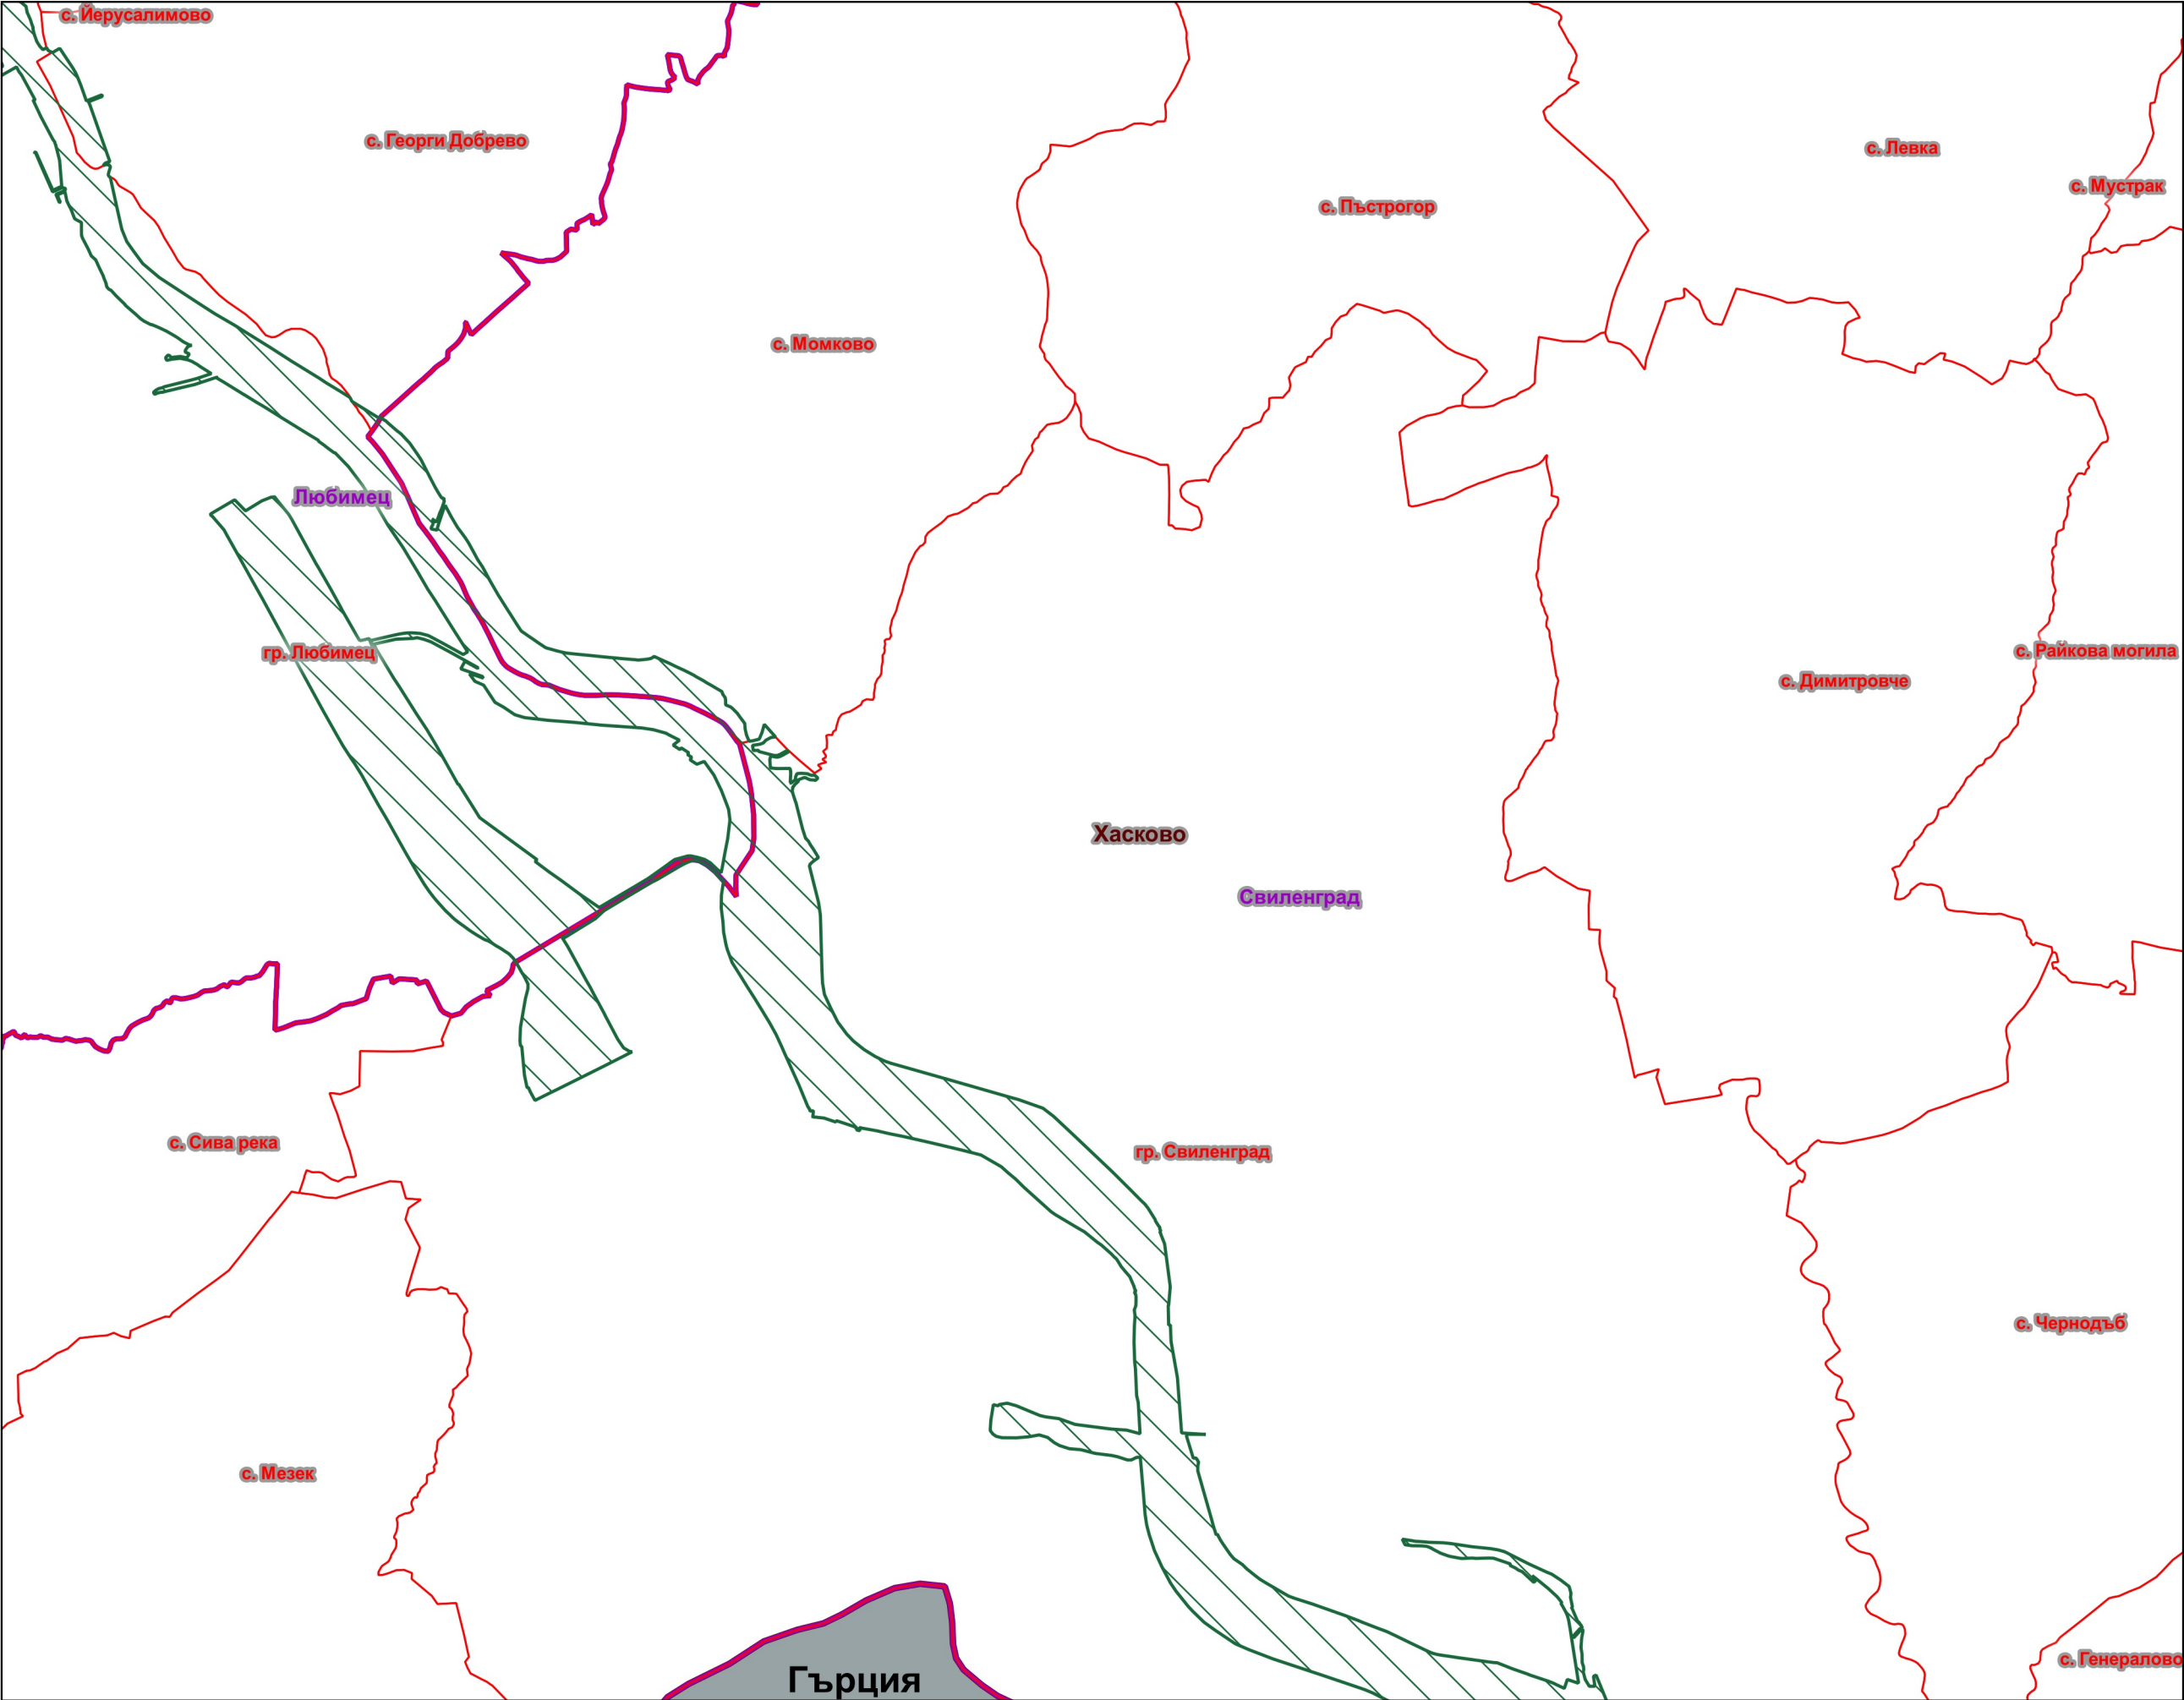 с. Йерусалимово
с. Георги Добрево
с. Левка
с. Мустрак
с. Пъстрогор
с. Момково
Любимец
гр. Любимец
с. Райкова могила
с. Димитровче
Хасково
Свиленград
с. Сива река
гр. Свиленград
с. Чернодъб
с. Мезек
с. Генералово
Гърция